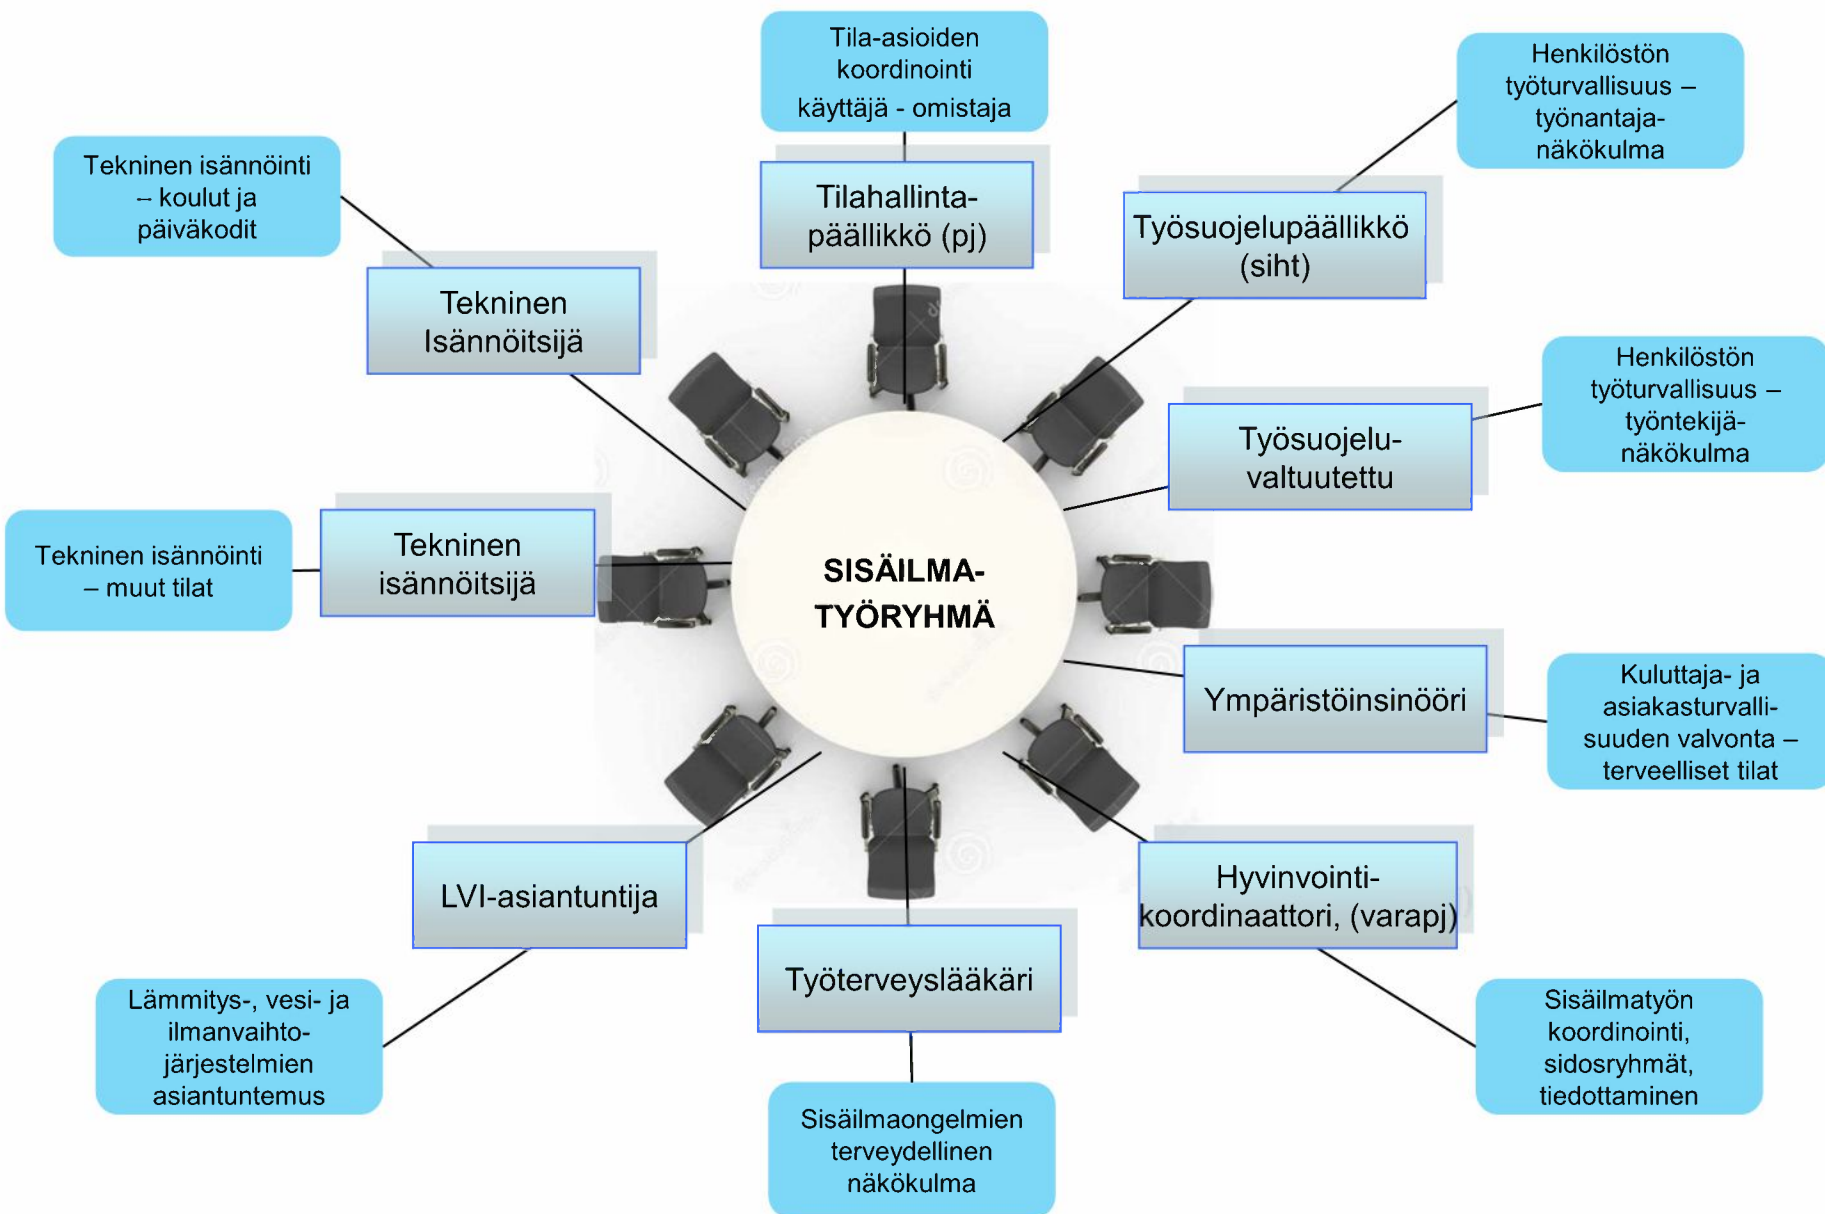 Tila-asioiden
koordinointi
käyttäjä - omistaja
Tilahallinta-
päällikkö (pj)
Henkilöstön
työturvallisuus –
työnantaja-
näkökulma
Työsuojelupäällikkö
(siht)
Henkilöstön
työturvallisuus –
työntekijä-
näkökulma
Työsuojelu-
valtuutettu
Kuluttaja- ja
asiakasturvalli-
suuden valvonta –
terveelliset tilat
Ympäristöinsinööri
Hyvinvointi-
koordinaattori, (varapj)
Sisäilmatyön
koordinointi,
sidosryhmät,
tiedottaminen
Työterveyslääkäri
Sisäilmaongelmien
terveydellinen
näkökulma
LVI-asiantuntija
Lämmitys-, vesi- ja
ilmanvaihto-
järjestelmien
asiantuntemus
Tekninen
isännöitsijä
Tekninen isännöinti
– muut tilat
Tekninen
Isännöitsijä
Tekninen isännöinti
– koulut ja
päiväkodit
SISÄILMA-
TYÖRYHMÄ